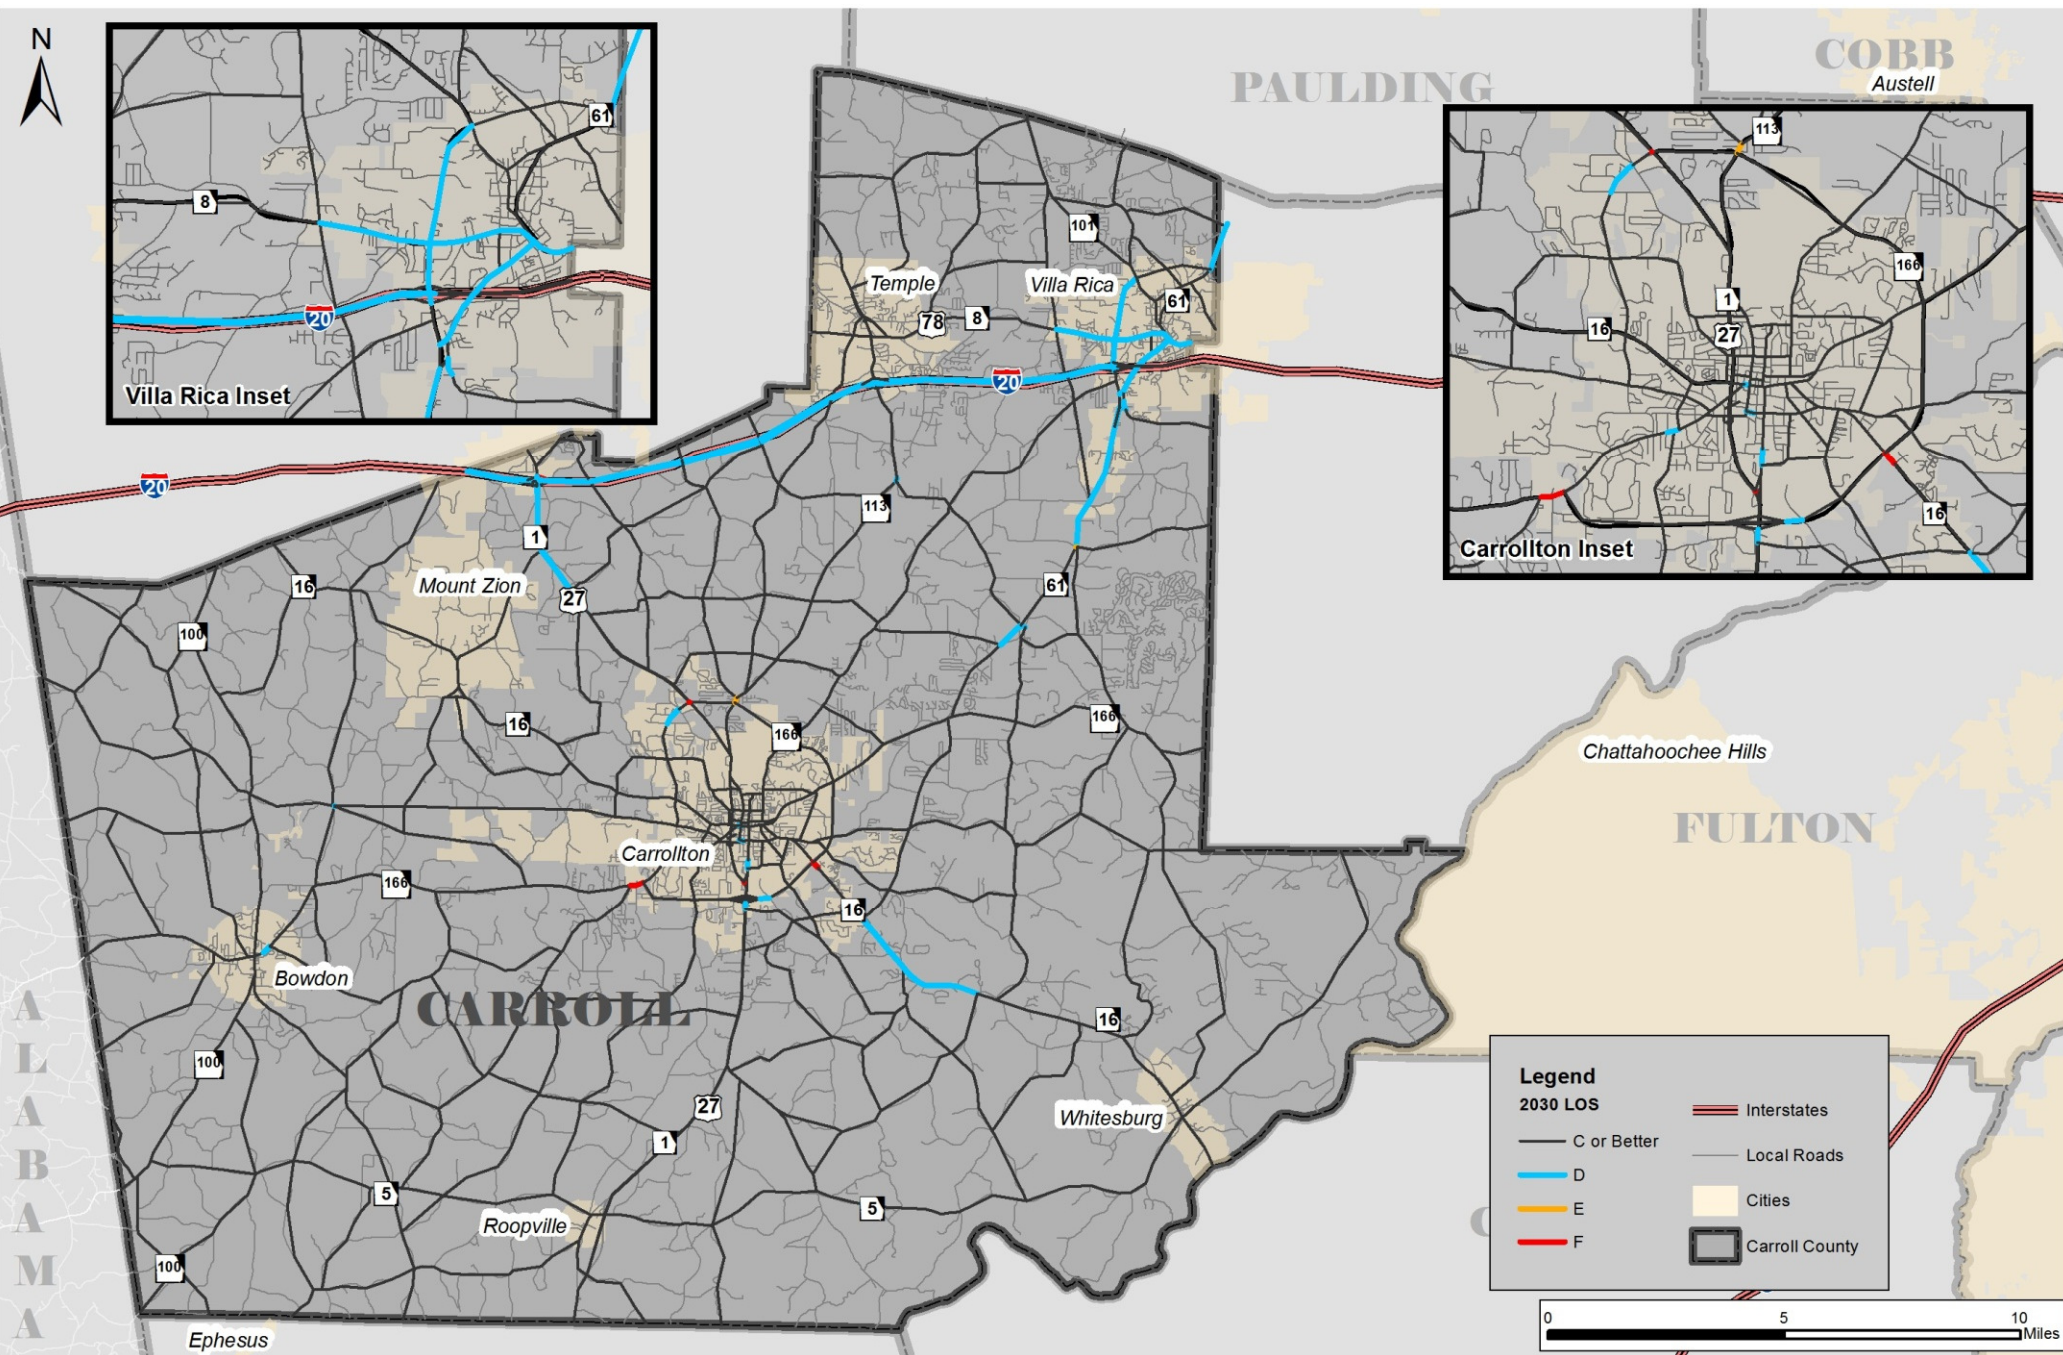 N
PAULDING
COBB
Austell
61
8
20
Villa Rica Inset
113
166
1
16
27
16
Carrollton Inset
101
Temple
Villa Rica
61
78
8
20
20
113
1
Mount Zion
16
27
61
100
16
166
166
Chattahoochee Hills
FULTON
Carrollton
166
16
Bowdon
CARROLL
16
100
27
Whitesburg
1
5
5
Roopville
100
Ephesus
ALABAMA
C
Legend
2030 LOS
C or Better
D
E
F
Interstates
Local Roads
Cities
Carroll County
0 5 10
Miles